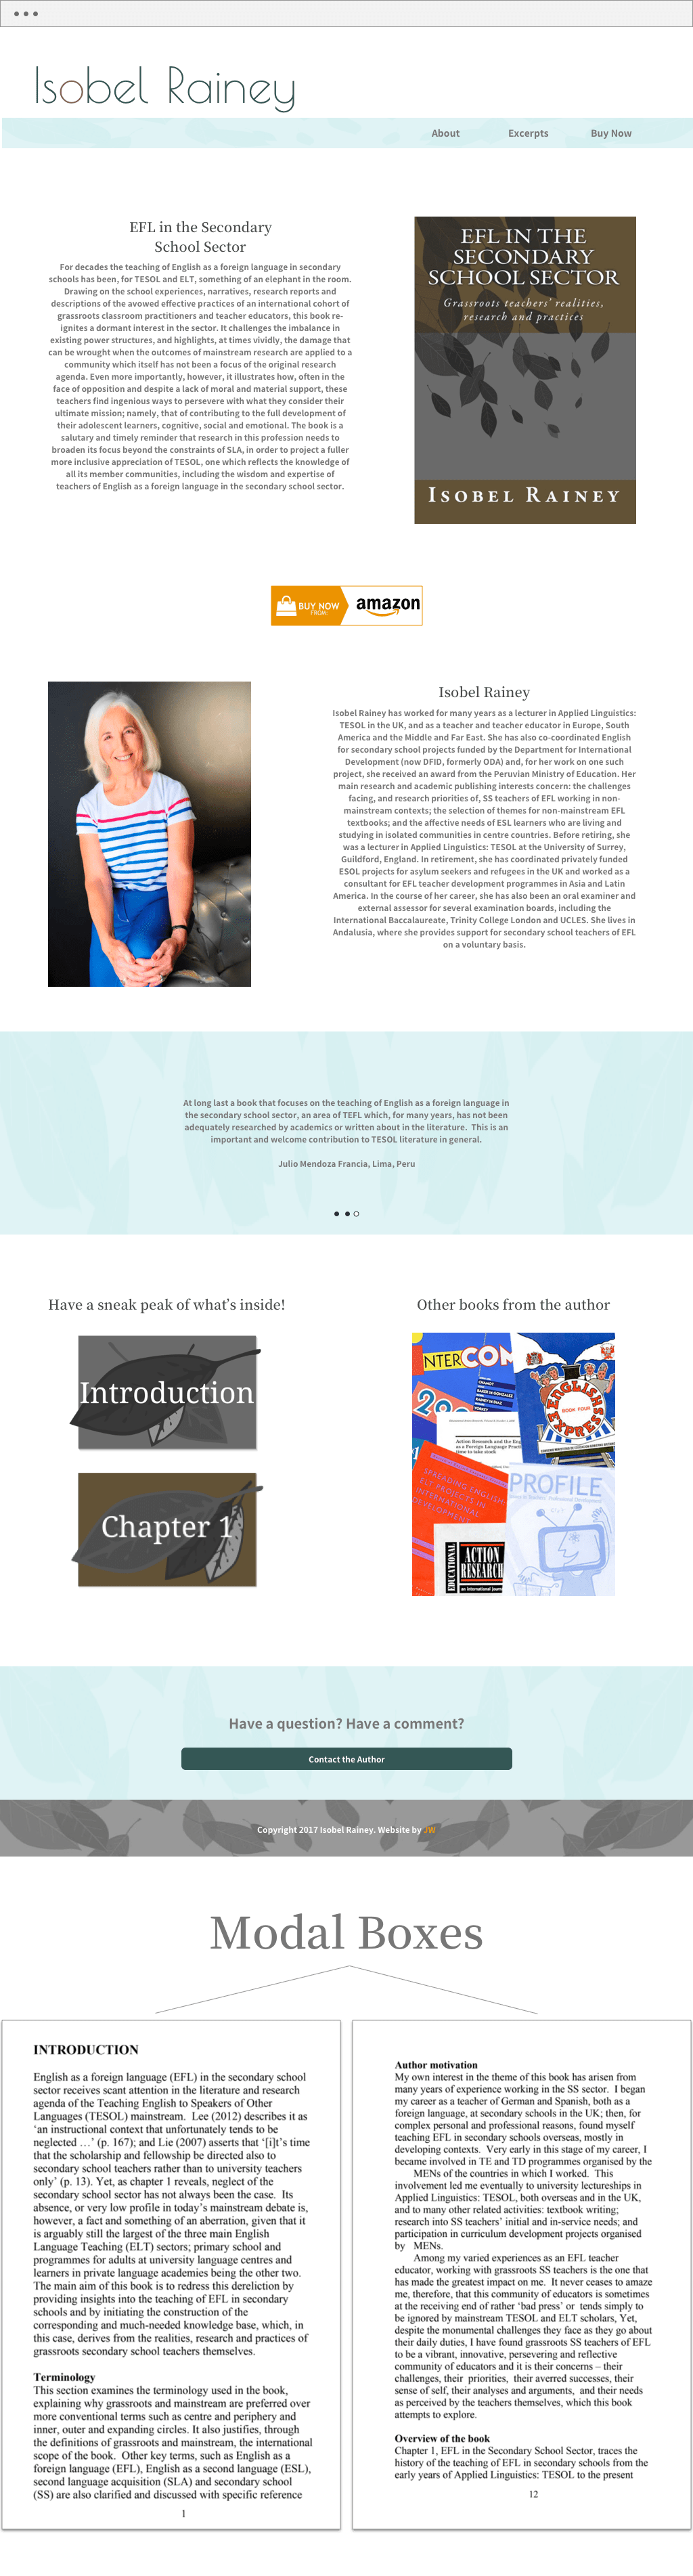 Isobel Rainey
About Excerpts Buy Now
EFL in the Secondary
School Sector
For decades the teaching of English as a foreign language in secondary
schools has been, for TESOL and ELT, something of an elephant in the room.
Drawing on the school experiences, narratives, research reports and
descriptions of the avowed effective practices of an international cohort of
grassroots classroom practitioners and teacher educators, this book re-
ignites a dormant interest in the sector. It challenges the imbalance in
existing power structures, and highlights, at times vividly, the damage that
can be wrought when the outcomes of mainstream research are applied to a
community which itself has not been a focus of the original research
agenda. Even more importantly, however, it illustrates how, often in the
face of opposition and despite a lack of moral and material support, these
teachers find ingenious ways to persevere with what they consider their
ultimate mission; namely, that of contributing to the full development of
their adolescent learners, cognitive, social and emotional. The book is a
salutary and timely reminder that research in this profession needs to
broaden its focus beyond the constraints of SLA, in order to project a fuller
more inclusive appreciation of TESOL, one which reflects the knowledge of
all its member communities, including the wisdom and expertise of
teachers of English as a foreign language in the secondary school sector.
EFL IN THE
SECONDARY
SCHOOL SECTOR
Grassroots teachers' realities,
research and practices
ISOBEL RAINEY
BUY NOW
FROM:
amazon
Isobel Rainey
Isobel Rainey has worked for many years as a lecturer in Applied Linguistics:
TESOL in the UK, and as a teacher and teacher educator in Europe, South
America and the Middle and Far East. She has also co-coordinated English
for secondary school projects funded by the Department for International
Development (now DFID, formerly ODA) and, for her work on one such
project, she received an award from the Peruvian Ministry of Education. Her
main research and academic publishing interests concern: the challenges
facing, and research priorities of, SS teachers of EFL working in non-
mainstream contexts; the selection of themes for non-mainstream EFL
textbooks; and the affective needs of ESL learners who are living and
studying in isolated communities in centre countries. Before retiring, she
was a lecturer in Applied Linguistics: TESOL at the University of Surrey,
Guildford, England. In retirement, she has coordinated privately funded
ESOL projects for asylum seekers and refugees in the UK and worked as a
consultant for EFL teacher development programmes in Asia and Latin
America. In the course of her career, she has also been an oral examiner and
external assessor for several examination boards, including the
International Baccalaureate, Trinity College London and UCLES. She lives in
Andalusia, where she provides support for secondary school teachers of EFL
on a voluntary basis.
At long last a book that focuses on the teaching of English as a foreign language in
the secondary school sector, an area of TEFL which, for many years, has not been
adequately researched by academics or written about in the literature. This is an
important and welcome contribution to TESOL literature in general.
Julio Mendoza Francia, Lima, Peru
Have a sneak peak of what's inside!
Introduction
Chapter 1
Other books from the author
NTERCOM
ENGLISH
EXPRESS
BOOK FOUR
Action Research and the Eng
as a Foreign Language Practi
time to take stock
SPREADING ENGLISH
ELT PROJECTS IN
INTERNATIONAL
DEVELOPMENT
PROFILE
EDUCATIONAL
ACTION
RESEARCH
Have a question? Have a comment?
Contact the Author
Copyright 2017 Isobel Rainey. Website by JW
Modal Boxes
INTRODUCTION
English as a foreign language (EFL) in the secondary school
sector receives scant attention in the literature and research
agenda of the Teaching English to Speakers of Other
Languages (TESOL) mainstream. Lee (2012) describes it as
‘an instructional context that unfortunately tends to be
neglected …’ (p. 167); and Lie (2007) asserts that ‘[i]t’s time
that the scholarship and fellowship be directed also to
secondary school teachers rather than to university teachers
only’ (p. 13). Yet, as chapter 1 reveals, neglect of the
secondary school sector has not always been the case. Its
absence, or very low profile in today’s mainstream debate is,
however, a fact and something of an aberration, given that it
is arguably still the largest of the three main English
Language Teaching (ELT) sectors; primary school and
programmes for adults at university language centres and
learners in private language academies being the other two.
The main aim of this book is to redress this dereliction by
providing insights into the teaching of EFL in secondary
schools and by initiating the construction of the
corresponding and much-needed knowledge base, which, in
this case, derives from the realities, research and practices of
grassroots secondary school teachers themselves.
Terminology
This section examines the terminology used in the book,
explaining why grassroots and mainstream are preferred over
more conventional terms such as centre and periphery and
inner, outer and expanding circles. It also justifies, through
the definitions of grassroots and mainstream, the international
scope of the book. Other key terms, such as English as a
foreign language (EFL), English as a second language (ESL),
second language acquisition (SLA) and secondary school
(SS) are also clarified and discussed with specific reference
1
Author motivation
My own interest in the theme of this book has arisen from
many years of experience working in the SS sector. I began
my career as a teacher of German and Spanish, both as a
foreign language, at secondary schools in the UK; then, for
complex personal and professional reasons, found myself
teaching EFL in secondary schools overseas, mostly in
developing contexts. Very early in this stage of my career, I
became involved in TE and TD programmes organised by the
MENs of the countries in which I worked. This
involvement led me eventually to university lectureships in
Applied Linguistics: TESOL, both overseas and in the UK,
and to many other related activities: textbook writing;
research into SS teachers’ initial and in-service needs; and
participation in curriculum development projects organised
by MENs.
Among my varied experiences as an EFL teacher
educator, working with grassroots SS teachers is the one that
has made the greatest impact on me. It never ceases to amaze
me, therefore, that this community of educators is sometimes
at the receiving end of rather ‘bad press’ or tends simply to
be ignored by mainstream TESOL and ELT scholars, Yet,
despite the monumental challenges they face as they go about
their daily duties, I have found grassroots SS teachers of EFL
to be a vibrant, innovative, persevering and reflective
community of educators and it is their concerns – their
challenges, their priorities, their averred successes, their
sense of self, their analyses and arguments, and their needs
as perceived by the teachers themselves, which this book
attempts to explore.
Overview of the book
Chapter 1, EFL in the Secondary School Sector, traces the
history of the teaching of EFL in secondary schools from the
early years of Applied Linguistics: TESOL to the present
12